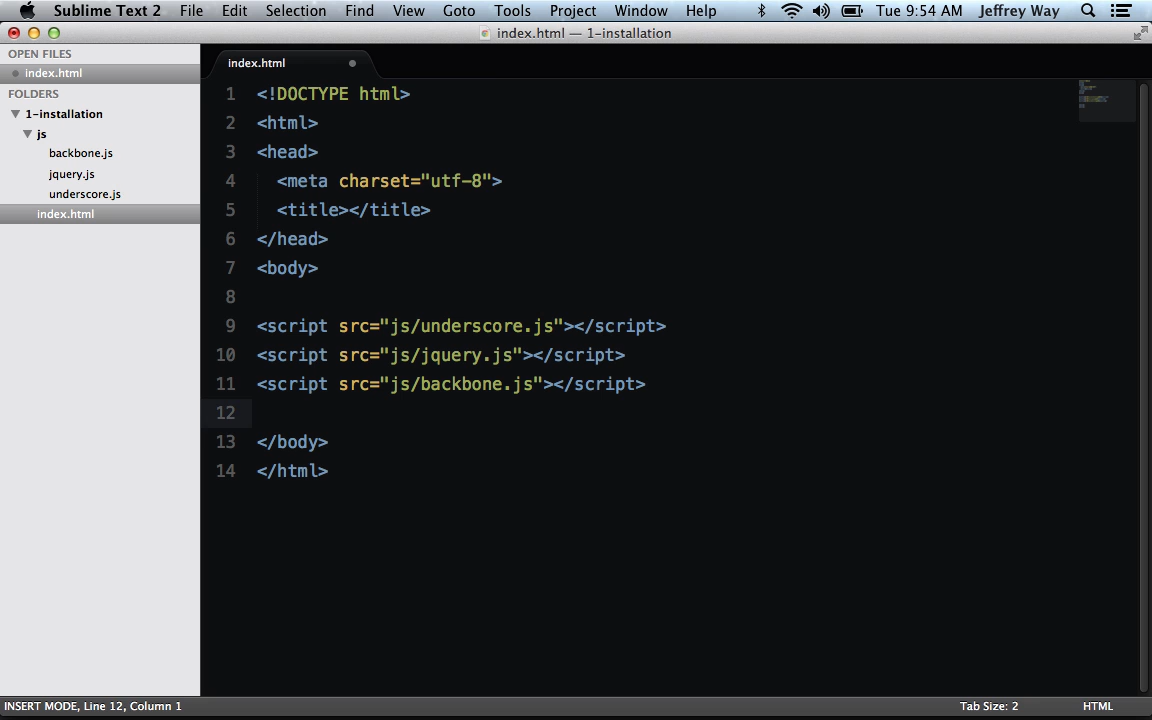 Sublime Text 2 File Edit Selection Find View Goto Tools Project Window Help Tue 9:54 AM Jeffrey Way
index.html — 1-installation
OPEN FILES
index.html
FOLDERS
1-installation
js
backbone.js
jquery.js
underscore.js
index.html
index.html
1 <!DOCTYPE html>
2 <html>
3 <head>
4 <meta charset="utf-8">
5 <title></title>
6 </head>
7 <body>
8
9 <script src="js/underscore.js"></script>
10 <script src="js/jquery.js"></script>
11 <script src="js/backbone.js"></script>
12
13 </body>
14 </html>
INSERT MODE, Line 12, Column 1 Tab Size: 2 HTML